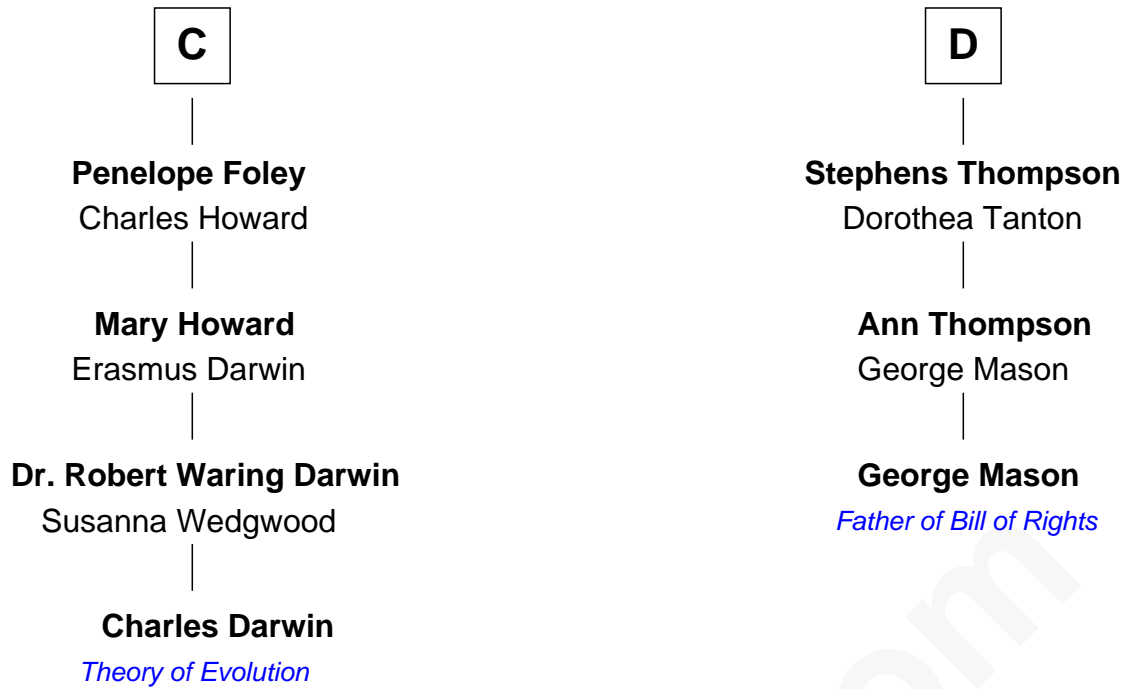 C
Penelope Foley
Charles Howard
Mary Howard
Erasmus Darwin
Dr. Robert Waring Darwin
Susanna Wedgwood
Charles Darwin
Theory of Evolution
D
Stephens Thompson
Dorothea Tanton
Ann Thompson
George Mason
George Mason
Father of Bill of Rights
om